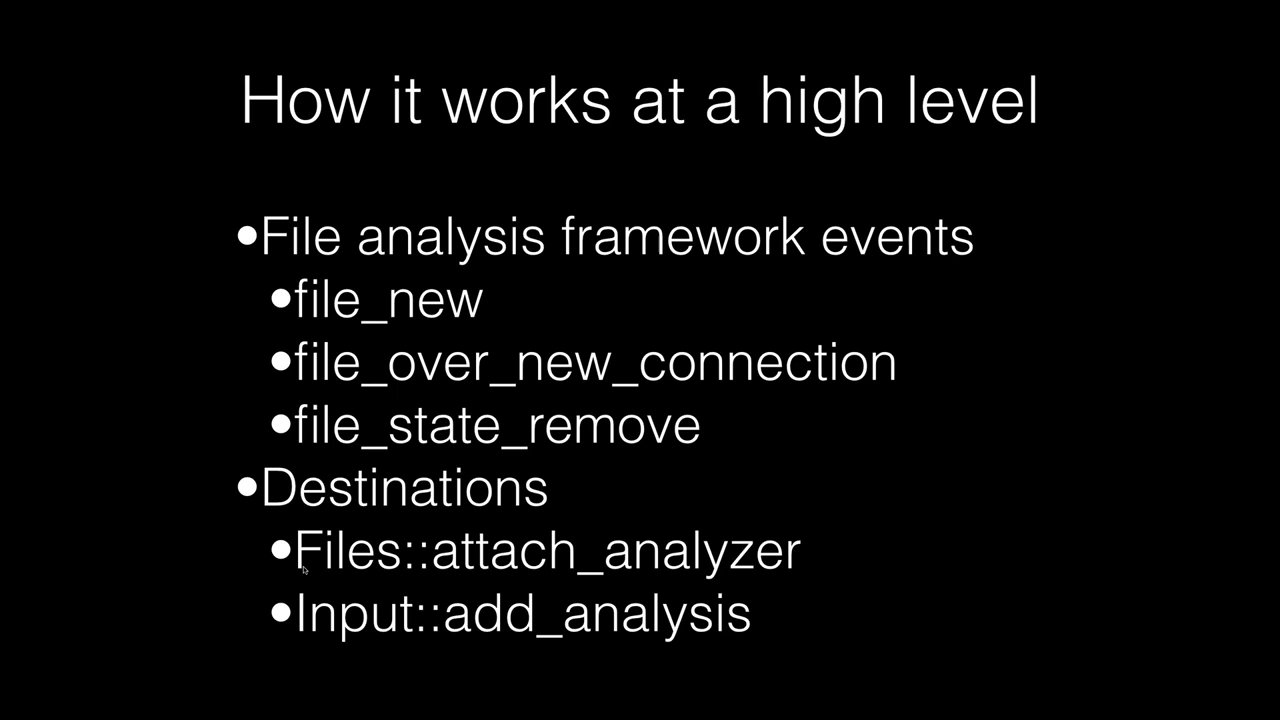 How it works at a high level
•File analysis framework events
•file_new
•file_over_new_connection
•file_state_remove
•Destinations
•Files::attach_analyzer
•Input::add_analysis